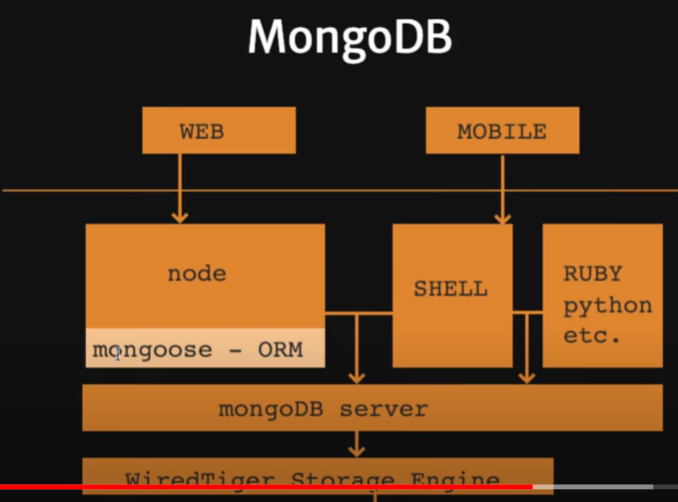 MongoDB
WEB
MOBILE
node
mongoose - ORM
SHELL
RUBY
python
etc.
mongoDB server
WiredTiger Storage Engine